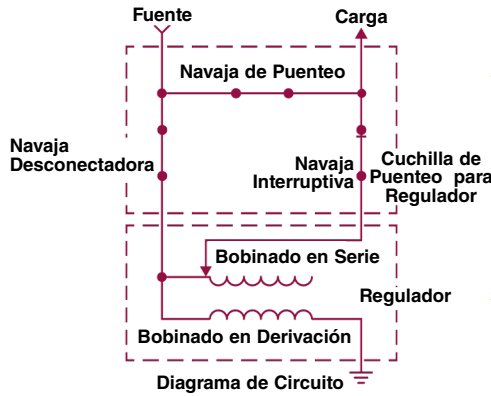 Fuente
Carga
Navaja de Puenteo
Navaja
Desconectadora
Navaja
Interruptiva
Cuchilla de
Puenteo para
Regulador
Bobinado en Serie
Regulador
Bobinado en Derivación
Diagrama de Circuito